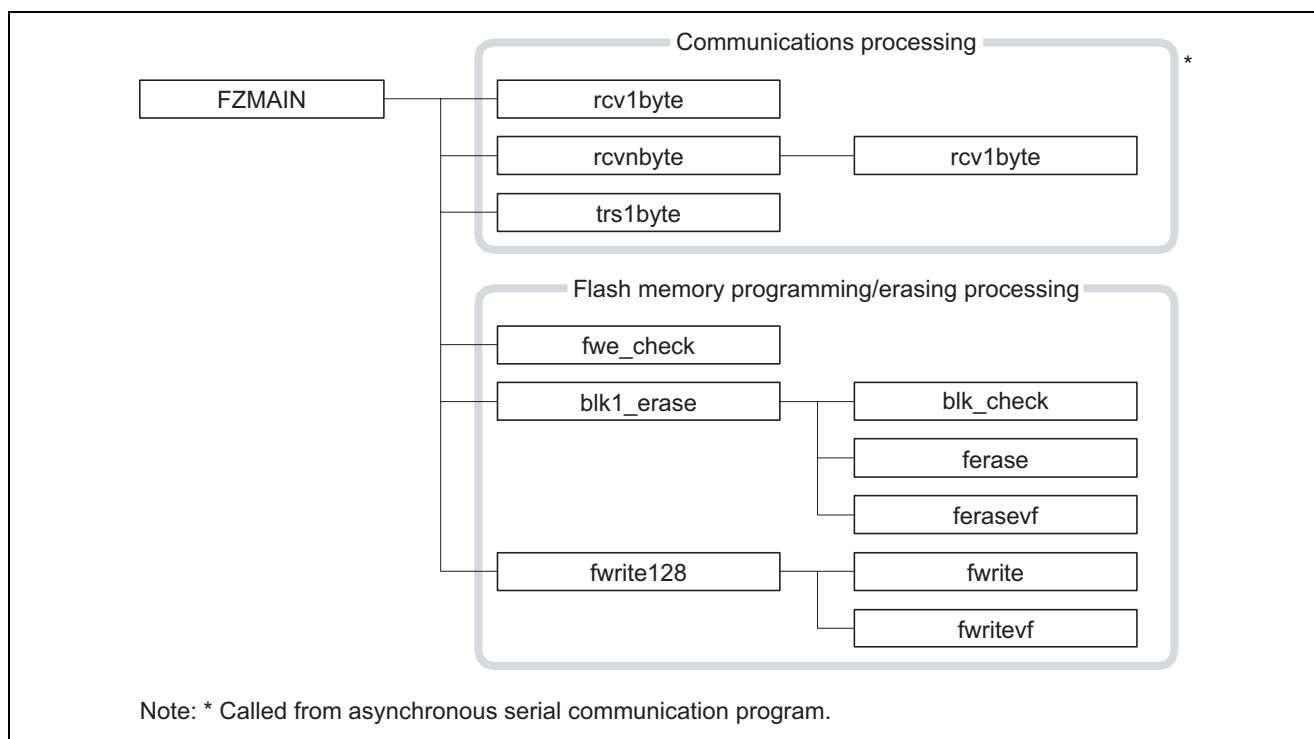 Communications processing
*
FZMAIN
rcv1byte
rcvnbyte
rcv1byte
trs1byte
Flash memory programming/erasing processing
fwe_check
blk1_erase
blk_check
ferase
ferasevf
fwrite128
fwrite
fwritevf
Note: * Called from asynchronous serial communication program.